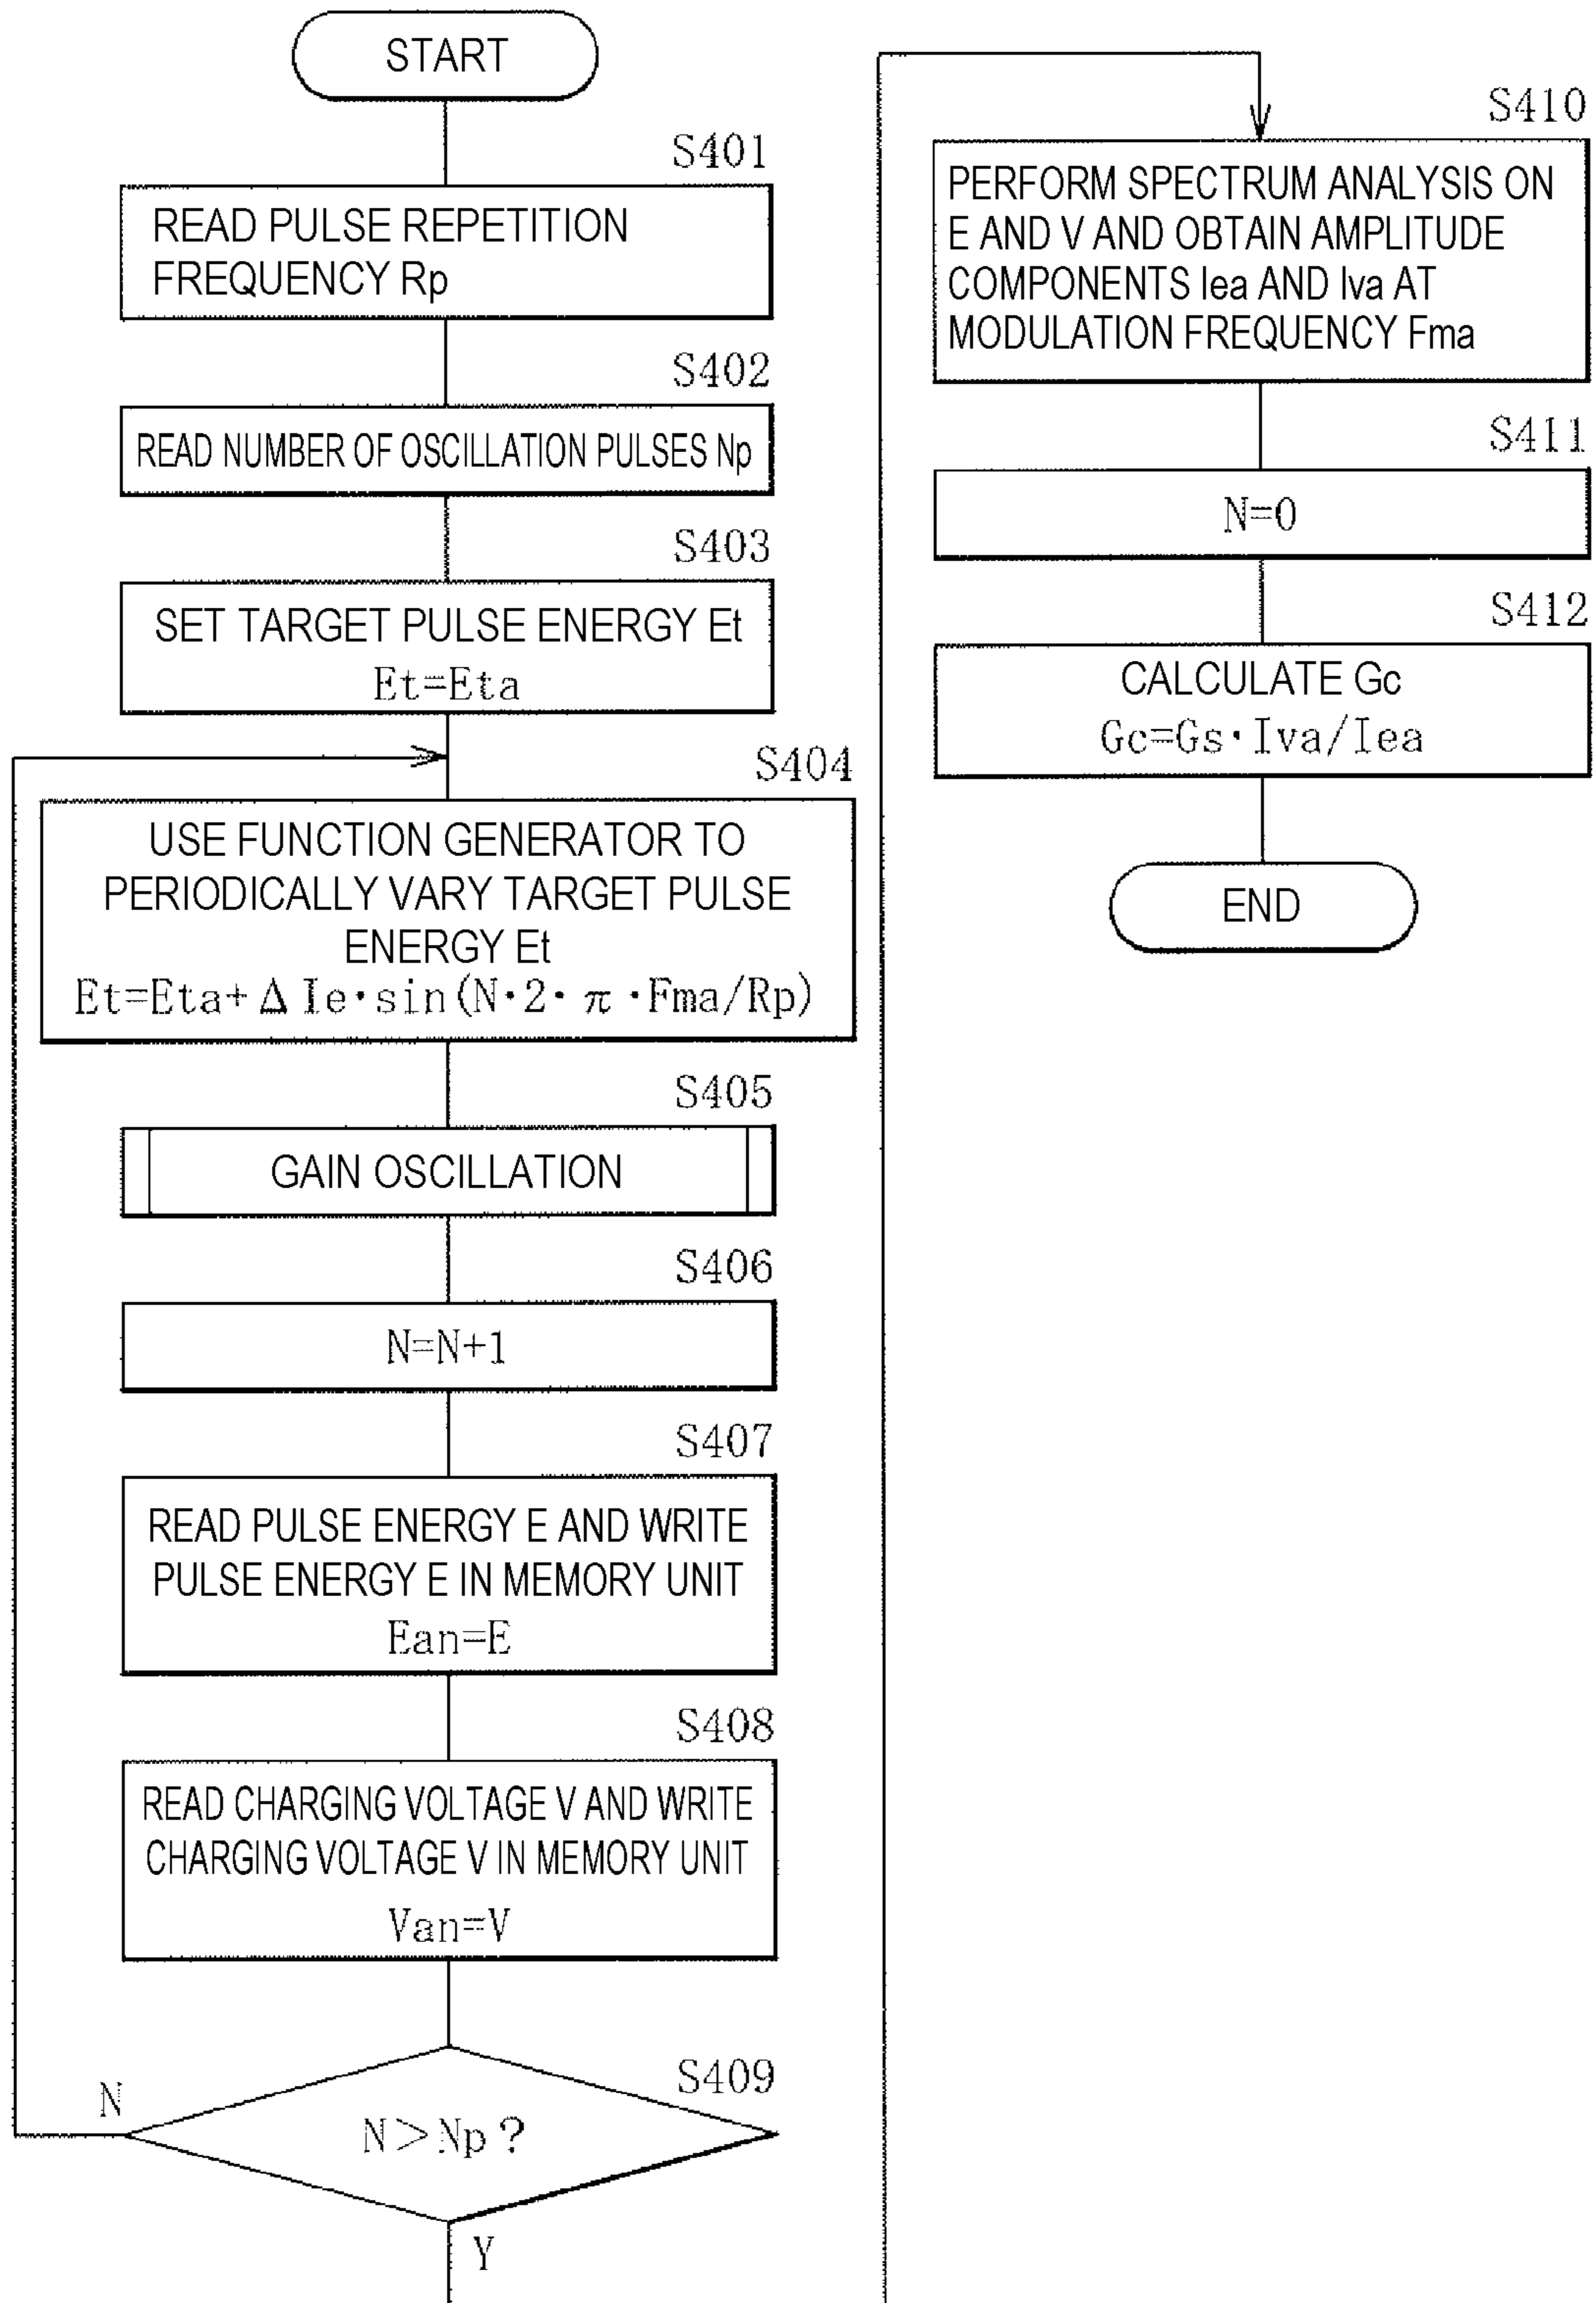 START
S401
READ PULSE REPETITION
FREQUENCY Rp
S402
READ NUMBER OF OSCILLATION PULSES Np
S403
SET TARGET PULSE ENERGY Et
Et=Eta
S404
USE FUNCTION GENERATOR TO
PERIODICALLY VARY TARGET PULSE
ENERGY Et
Et=Eta+ΔIe·sin(N·2·π·Fma/Rp)
S405
GAIN OSCILLATION
S406
N=N+1
S407
READ PULSE ENERGY E AND WRITE
PULSE ENERGY E IN MEMORY UNIT
Ean=E
S408
READ CHARGING VOLTAGE V AND WRITE
CHARGING VOLTAGE V IN MEMORY UNIT
Van=V
S409
N
N>Np?
Y
S410
PERFORM SPECTRUM ANALYSIS ON
E AND V AND OBTAIN AMPLITUDE
COMPONENTS Iea AND Iva AT
MODULATION FREQUENCY Fma
S411
N=0
S412
CALCULATE Gc
Gc=Gs·Iva/Iea
END